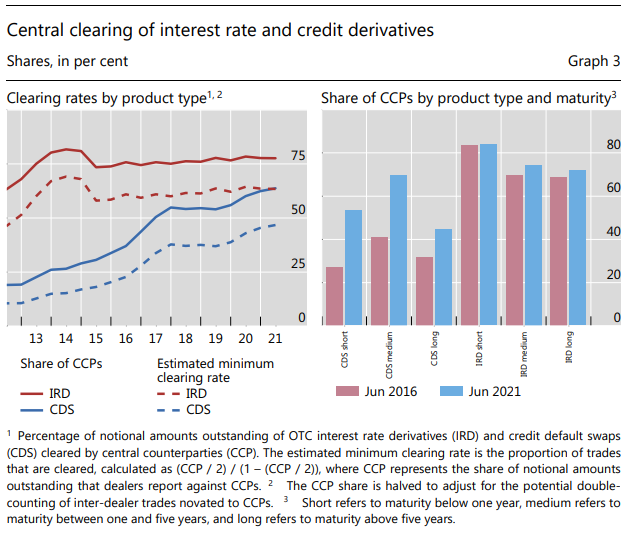 Central clearing of interest rate and credit derivatives
Shares, in per cent Graph 3
Clearing rates by product type1, 2
Share of CCPs by product type and maturity3
75
50
25
0
13 14 15 16 17 18 19 20 21
Share of CCPs
IRD
CDS
Estimated minimum
clearing rate
IRD
CDS
80
60
40
20
0
CDS short
CDS medium
CDS long
IRD short
IRD medium
IRD long
Jun 2016 Jun 2021
1 Percentage of notional amounts outstanding of OTC interest rate derivatives (IRD) and credit default swaps
(CDS) cleared by central counterparties (CCP). The estimated minimum clearing rate is the proportion of trades
that are cleared, calculated as (CCP / 2) / (1 – (CCP / 2)), where CCP represents the share of notional amounts
outstanding that dealers report against CCPs. 2 The CCP share is halved to adjust for the potential double-
counting of inter-dealer trades novated to CCPs. 3 Short refers to maturity below one year, medium refers to
maturity between one and five years, and long refers to maturity above five years.